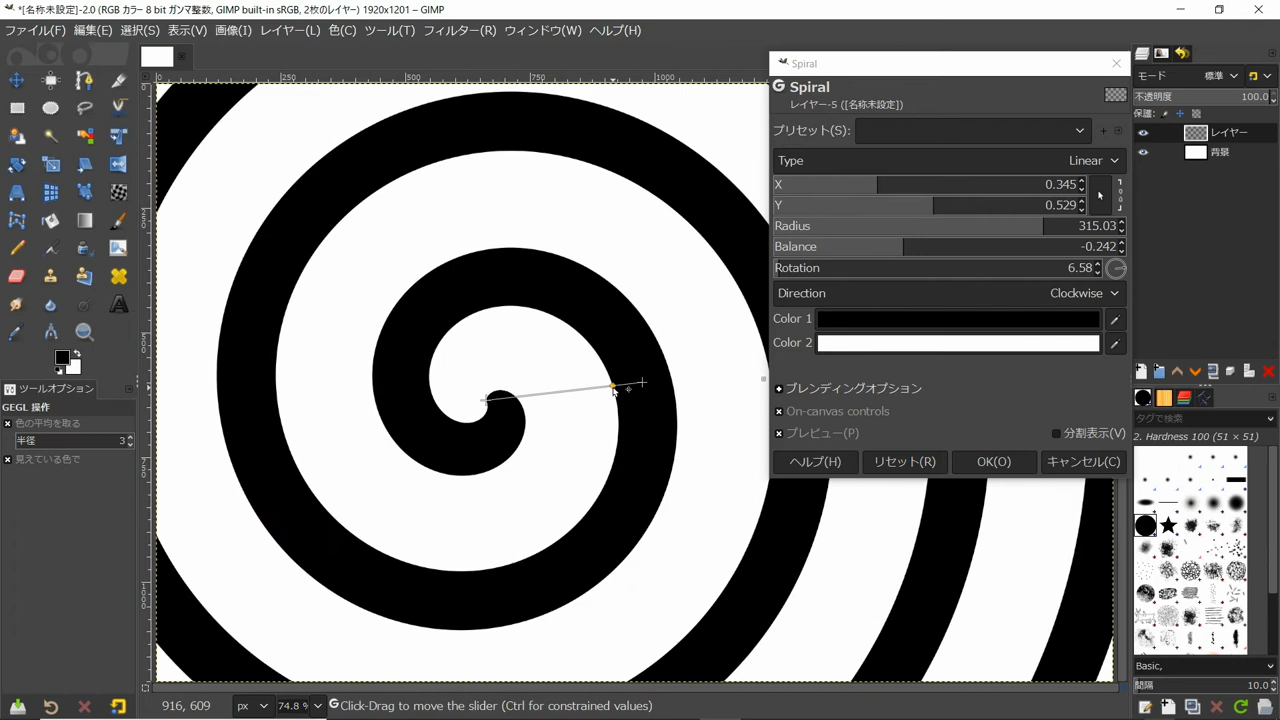 *[名称未設定]-2.0 (RGB カラー 8 bit ガンマ整数, GIMP built-in sRGB, 2枚のレイヤー) 1920x1201 – GIMP
ファイル(F) 編集(E) 選択(S) 表示(V) 画像(I) レイヤー(L) 色(C) ツール(T) フィルター(R) ウィンドウ(W) ヘルプ(H)
0 250 500 750 1000
0
250
500
750
1000
Spiral
G Spiral
レイヤー-5 ([名称未設定])
プリセット(S):
Type Linear
X 0.345
Y 0.529
Radius 315.03
Balance -0.242
Rotation 6.58
Direction Clockwise
Color 1
Color 2
ブレンディングオプション
On-canvas controls
プレビュー(P) 分割表示(V)
ヘルプ(H) リセット(R) OK(O) キャンセル(C)
モード 標準
不透明度 100.0
保護:
レイヤー
背景
タグで検索
2. Hardness 100 (51 × 51)
Basic,
間隔 10.0
ツールオプション
GEGL 操作
色の平均を取る
半径 3
見えている色で
916, 609 px 74.8 % G Click-Drag to move the slider (Ctrl for constrained values)